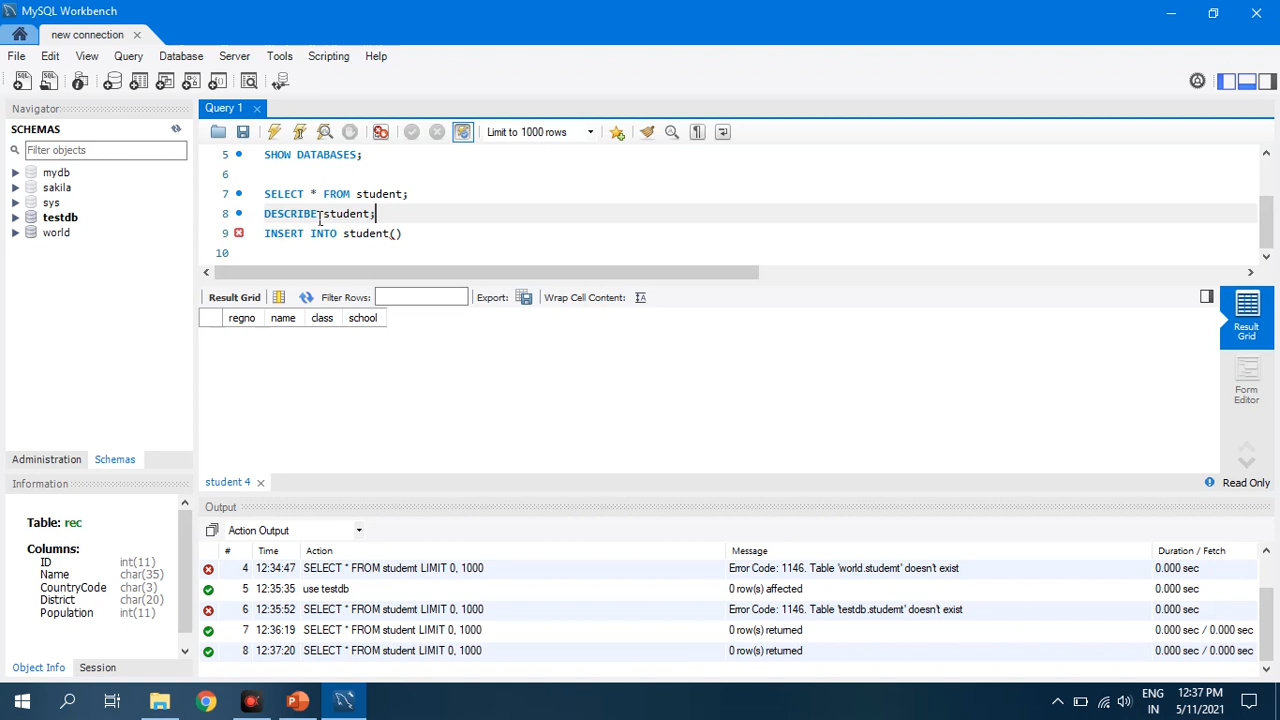 MySQL Workbench
new connection
File Edit View Query Database Server Tools Scripting Help
Navigator
SCHEMAS
Filter objects
mydb
sakila
sys
testdb
world
Administration Schemas
Information
Table: rec
Columns:
ID int(11)
Name char(35)
CountryCode char(3)
District char(20)
Population int(11)
Object Info Session
Query 1
Limit to 1000 rows
5 SHOW DATABASES;
6
7 SELECT * FROM student;
8 DESCRIBE student;
9 INSERT INTO student()
10
Result Grid Filter Rows: Export: Wrap Cell Content:
regno name class school
Result Grid
Form Editor
student 4
Read Only
Output
Action Output
# Time Action Message Duration / Fetch
4 12:34:47 SELECT * FROM studemt LIMIT 0, 1000 Error Code: 1146. Table 'world.studemt' doesn't exist 0.000 sec
5 12:35:35 use testdb 0 row(s) affected 0.000 sec
6 12:35:52 SELECT * FROM studemt LIMIT 0, 1000 Error Code: 1146. Table 'testdb.studemt' doesn't exist 0.000 sec
7 12:36:19 SELECT * FROM student LIMIT 0, 1000 0 row(s) returned 0.000 sec / 0.000 sec
8 12:37:20 SELECT * FROM student LIMIT 0, 1000 0 row(s) returned 0.000 sec / 0.000 sec
ENG
IN
12:37 PM
5/11/2021